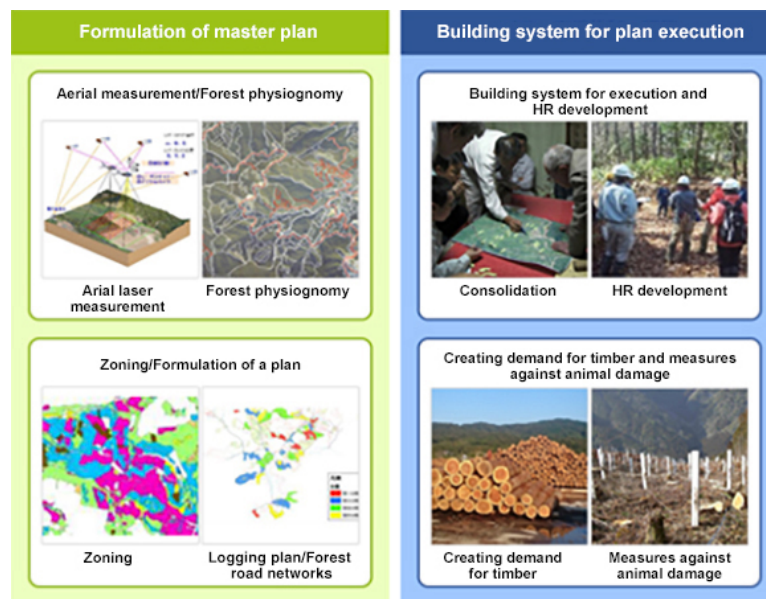 Formulation of master plan
Aerial measurement/Forest physiognomy
Arial laser
measurement
Forest physiognomy
Zoning/Formulation of a plan
Zoning
Logging plan/Forest
road networks
Building system for plan execution
Building system for execution and
HR development
Consolidation
HR development
Creating demand for timber and measures
against animal damage
Creating demand
for timber
Measures against
animal damage